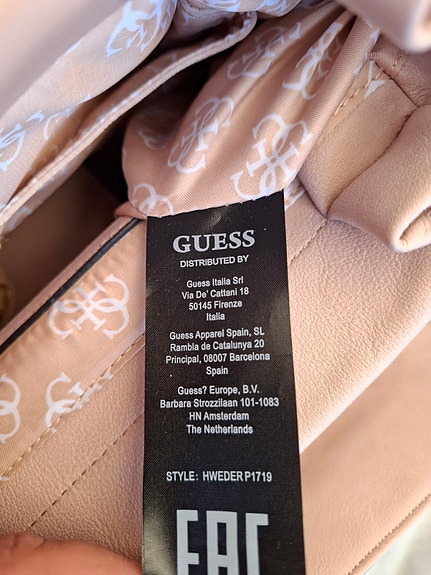 GUESS
DISTRIBUTED BY
Guess Italia Srl
Via De' Cattani 18
50145 Firenze
Italia
Guess Apparel Spain, SL
Rambla de Catalunya 20
Principal, 08007 Barcelona
Spain
Guess? Europe, B.V.
Barbara Strozzilaan 101-1083
HN Amsterdam
The Netherlands
STYLE: HWEDER P1719
EAC